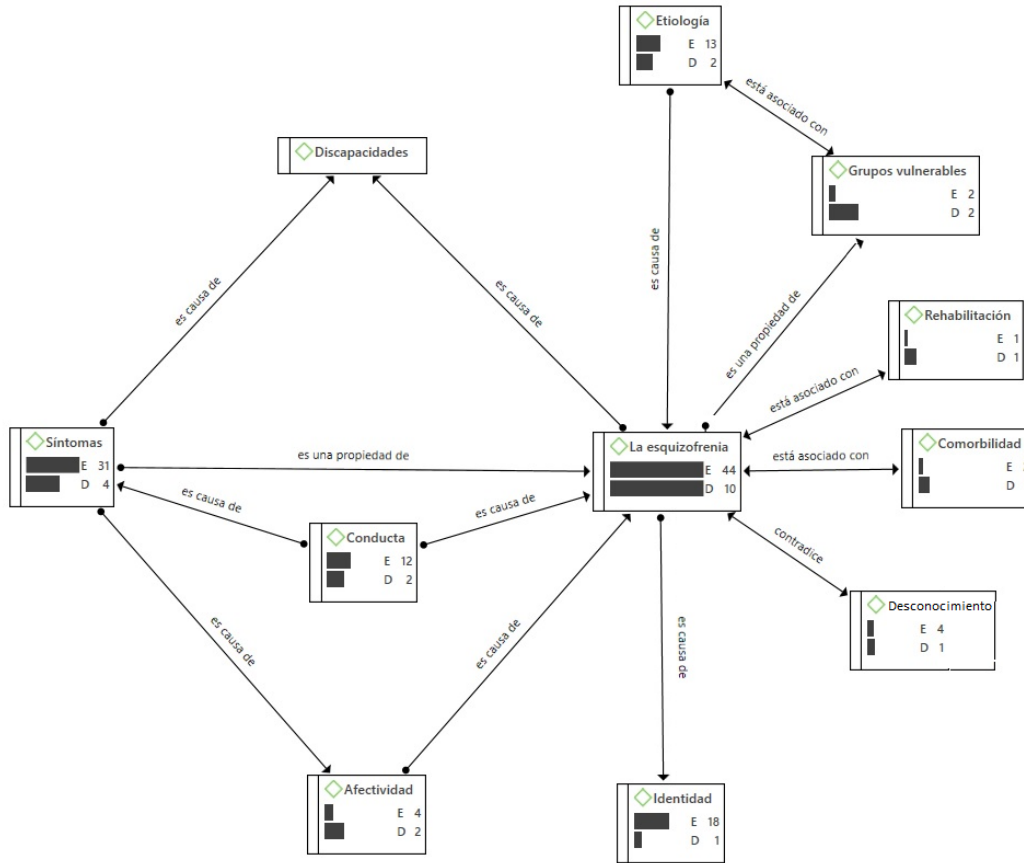 Etiología
E 13
D 2
está asociado con
Discapacidades
Grupos vulnerables
E 2
D 2
es causa de
es causa de
es causa de
es una propiedad de
Rehabilitación
E 1
D 1
está asociado con
Síntomas
E 31
D 4
es una propiedad de
La esquizofrenia
E 44
D 10
está asociado con
Comorbilidad
E
D
es causa de
es causa de
Conducta
E 12
D 2
contradice
Desconocimiento
E 4
D 1
es causa de
es causa de
es causa de
Afectividad
E 4
D 2
Identidad
E 18
D 1